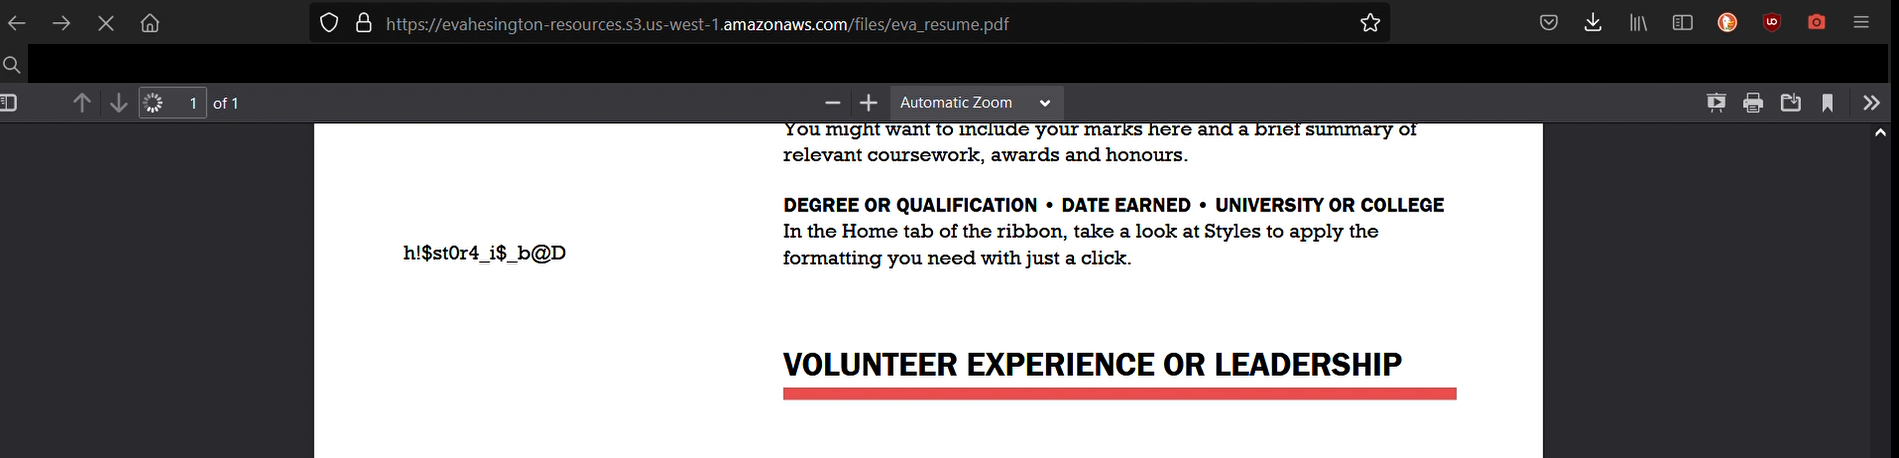 https://evahesington-resources.s3.us-west-1.amazonaws.com/files/eva_resume.pdf
1 of 1
Automatic Zoom
You might want to include your marks here and a brief summary of
relevant coursework, awards and honours.
DEGREE OR QUALIFICATION • DATE EARNED • UNIVERSITY OR COLLEGE
In the Home tab of the ribbon, take a look at Styles to apply the
formatting you need with just a click.
h!$st0r4_i$_b@D
VOLUNTEER EXPERIENCE OR LEADERSHIP